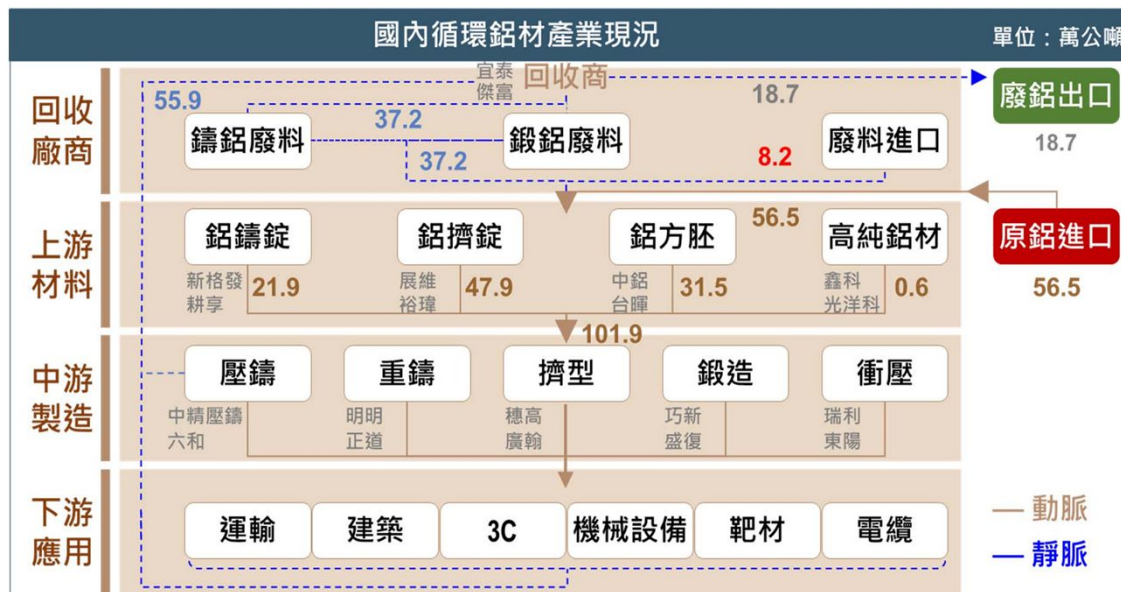 國內循環鋁材產業現況
單位：萬公噸
回收
廠商
55.9
宜泰
傑富
回收商
18.7
廢鋁出口
18.7
鑄鋁廢料
37.2
37.2
鍛鋁廢料
8.2
廢料進口
上游
材料
鋁鑄錠
新格發
耕享
21.9
鋁擠錠
展維
裕瑋
47.9
鋁方胚
中鋁
台暉
31.5
56.5
高純鋁材
鑫科
光洋科
0.6
原鋁進口
56.5
101.9
中游
製造
壓鑄
中精壓鑄
六和
重鑄
明明
正道
擠型
穗高
廣翰
鍛造
巧新
盛復
衝壓
瑞利
東陽
下游
應用
運輸
建築
3C
機械設備
靶材
電纜
動脈
靜脈